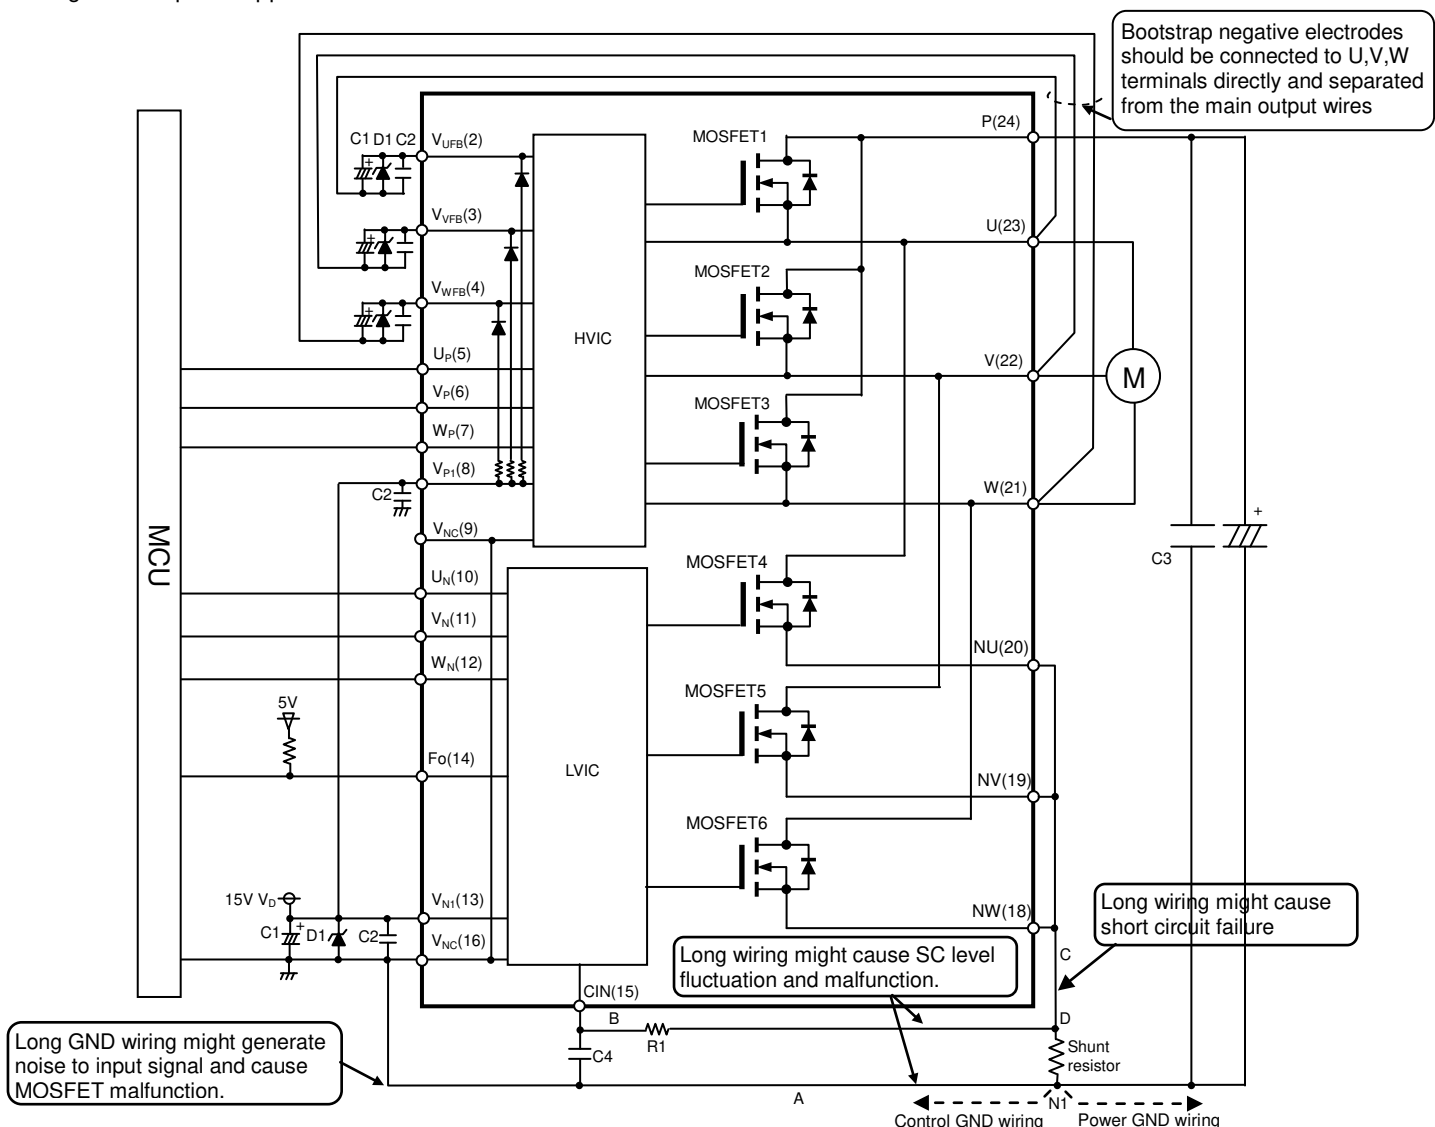 Bootstrap negative electrodes
should be connected to U,V,W
terminals directly and separated
from the main output wires
P(24)
MOSFET1
C1 D1 C2
+
VUFB(2)
VVFB(3)
+
U(23)
MOSFET2
VWFB(4)
+
HVIC
UP(5)
V(22)
M
VP(6)
MOSFET3
WP(7)
VP1(8)
C2
W(21)
+
VNC(9)
C3
MCU
MOSFET4
UN(10)
VN(11)
NU(20)
WN(12)
MOSFET5
5V
Fo(14)
LVIC
NV(19)
MOSFET6
15V VD
VN1(13)
NW(18)
Long wiring might cause
short circuit failure
C1
+
D1
C2
VNC(16)
Long wiring might cause SC level
fluctuation and malfunction.
C
CIN(15)
B
D
R1
C4
Shunt
resistor
Long GND wiring might generate
noise to input signal and cause
MOSFET malfunction.
A
N1
Control GND wiring
Power GND wiring